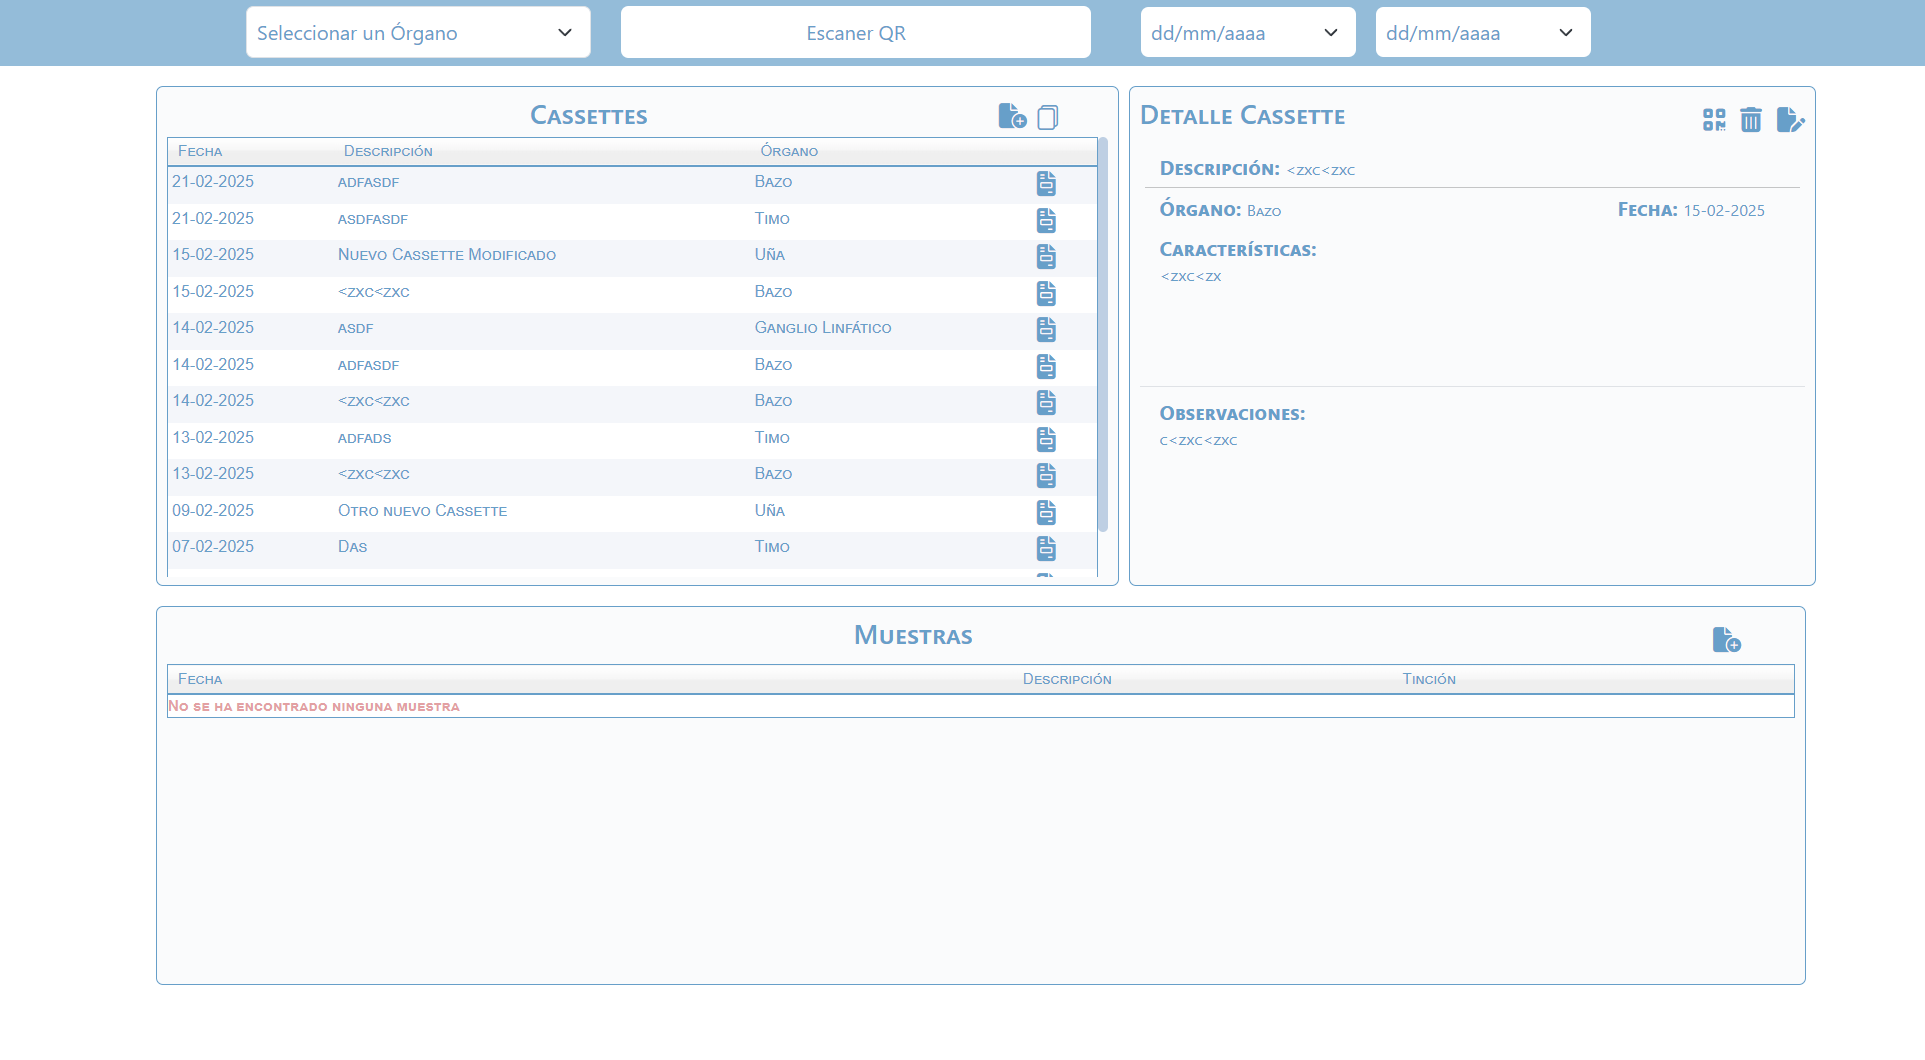 Seleccionar un Órgano
Escaner QR
dd/mm/aaaa
dd/mm/aaaa
Cassettes
Fecha Descripción Órgano
21-02-2025 adfasdf Bazo
21-02-2025 asdfasdf Timo
15-02-2025 Nuevo Cassette Modificado Uña
15-02-2025 <zxc<zxc Bazo
14-02-2025 asdf Ganglio Linfático
14-02-2025 adfasdf Bazo
14-02-2025 <zxc<zxc Bazo
13-02-2025 adfads Timo
13-02-2025 <zxc<zxc Bazo
09-02-2025 Otro nuevo Cassette Uña
07-02-2025 Das Timo
Detalle Cassette
Descripción: <zxc<zxc
Órgano: Bazo Fecha: 15-02-2025
Características:
<zxc<zx
Observaciones:
c<zxc<zxc
Muestras
Fecha Descripción Tinción
No se ha encontrado ninguna muestra